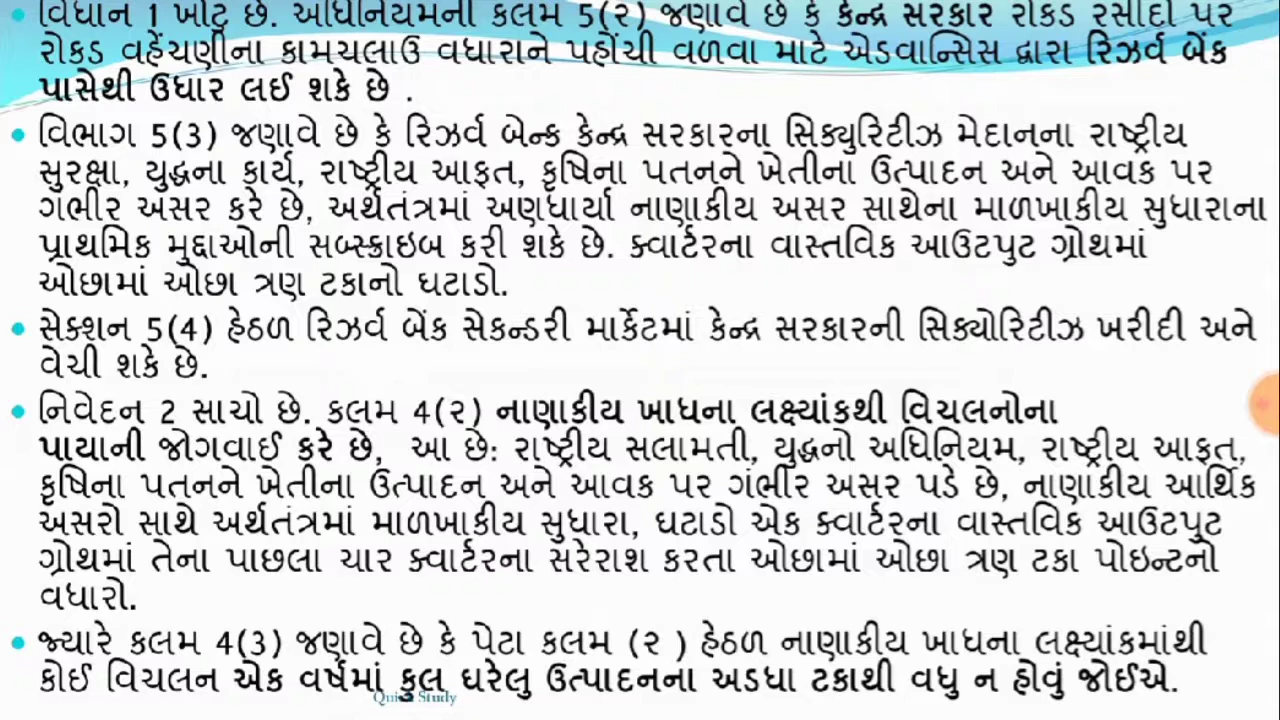 • વિધાન 1 ખોટું છે. અધિનિયમની કલમ 5(૨) જણાવે છે કે કેન્દ્ર સરકાર રોકડ રસીદો પર
રોકડ વહેંચણીના કામચલાઉ વધારાને પહોંચી વળવા માટે એડવાન્સિસ દ્વારા રિઝર્વ બેંક
પાસેથી ઉધાર લઈ શકે છે .
• વિભાગ 5(3) જણાવે છે કે રિઝર્વ બેન્ક કેન્દ્ર સરકારના સિક્યુરિટીઝ મેદાનના રાષ્ટ્રીય
સુરક્ષા, યુદ્ધના કાર્ય, રાષ્ટ્રીય આફત, કૃષિના પતનને ખેતીના ઉત્પાદન અને આવક પર
ગંભીર અસર કરે છે, અર્થતંત્રમાં અણધાર્યા નાણાકીય અસર સાથેના માળખાકીય સુધારાના
પ્રાથમિક મુદ્દાઓની સબ્સ્ક્રાઇબ કરી શકે છે. ક્વાર્ટરના વાસ્તવિક આઉટપુટ ગ્રોથમાં
ઓછામાં ઓછા ત્રણ ટકાનો ઘટાડો.
• સેક્શન 5(4) હેઠળ રિઝર્વ બેંક સેકન્ડરી માર્કેટમાં કેન્દ્ર સરકારની સિક્યોરિટીઝ ખરીદી અને
વેચી શકે છે.
• નિવેદન 2 સાચો છે. કલમ 4(૨) નાણાકીય ખાધના લક્ષ્યાંકથી વિચલનોના
પાયાની જોગવાઈ કરે છે, આ છે: રાષ્ટ્રીય સલામતી, યુદ્ધનો અધિનિયમ, રાષ્ટ્રીય આફત,
કૃષિના પતનને ખેતીના ઉત્પાદન અને આવક પર ગંભીર અસર પડે છે, નાણાકીય આર્થિક
અસરો સાથે અર્થતંત્રમાં માળખાકીય સુધારા, ઘટાડો એક ક્વાર્ટરના વાસ્તવિક આઉટપુટ
ગ્રોથમાં તેના પાછલા ચાર ક્વાર્ટરના સરેરાશ કરતા ઓછામાં ઓછા ત્રણ ટકા પોઇન્ટનો
વધારો.
• જ્યારે કલમ 4(3) જણાવે છે કે પેટા કલમ (૨ ) હેઠળ નાણાકીય ખાધના લક્ષ્યાંકમાંથી
કોઈ વિચલન એક વર્ષમાં કુલ ઘરેલુ ઉત્પાદનના અડધા ટકાથી વધુ ન હોવું જોઈએ.
Quick Study